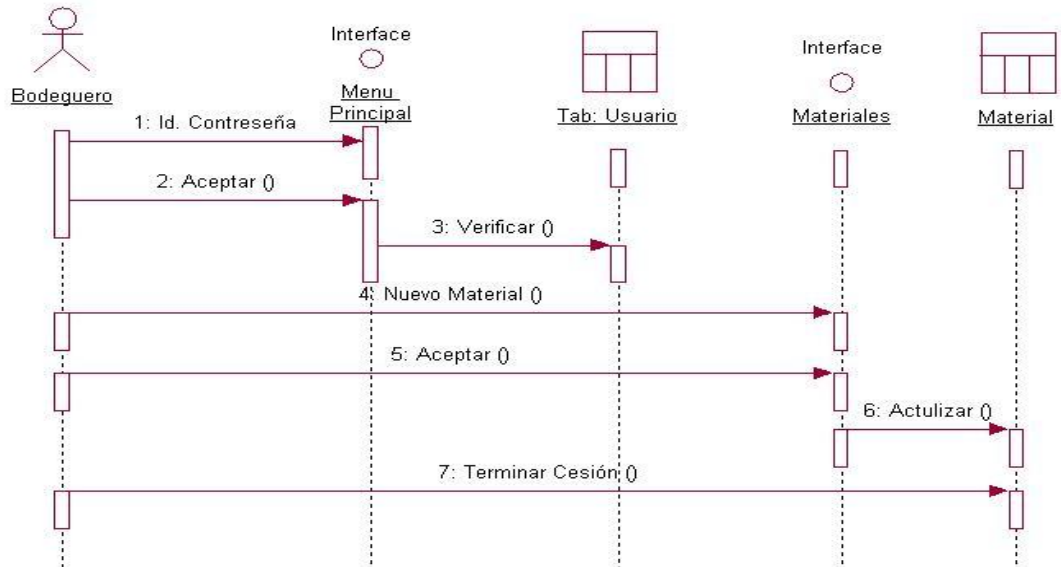 Interface
Interface
Bodeguero
Menu
Principal
Tab: Usuario
Materiales
Material
1: Id. Contreseña
2: Aceptar ()
3: Verificar ()
4: Nuevo Material ()
5: Aceptar ()
6: Actulizar ()
7: Terminar Cesión ()